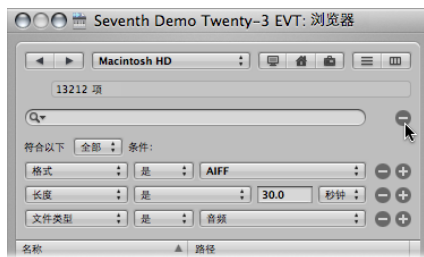 Seventh Demo Twenty-3 EVT: 浏览器
Macintosh HD
13212 项
符合以下 全部 条件:
格式 是 AIFF
长度 是 30.0 秒钟
文件类型 是 音频
名称 路径